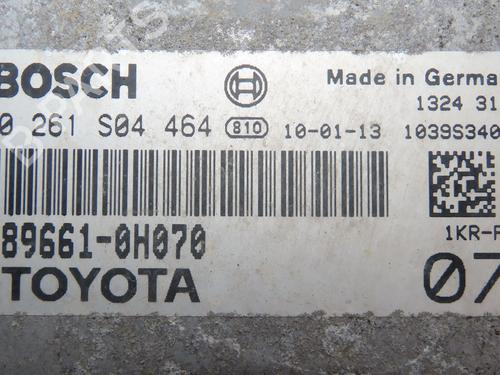 BOSCH
Made in Germa
0 261 S04 464 810 10-01-13
1324 31
1039S340
89661-0H070
1KR-F
TOYOTA
07